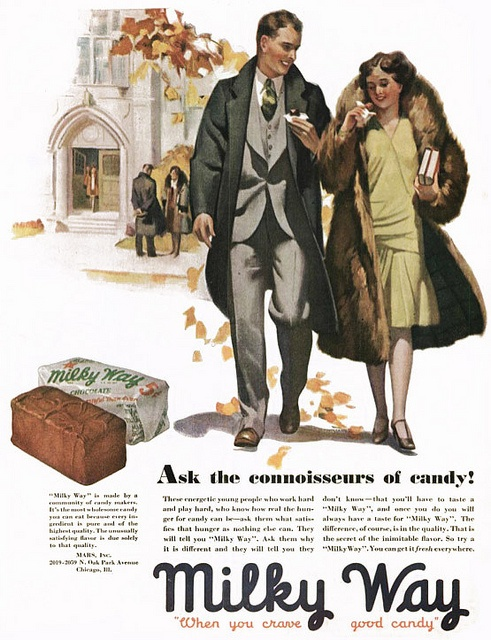 Milky Way
CHOCOLATE
5
Ask the connoisseurs of candy!
"Milky Way" is made by a
community of candy makers.
It's the most wholesome candy
you can eat because every in-
gredient is pure and of the
highest quality. The unusually
satisfying flavor is due solely
to that quality.
MARS, Inc.
2019-2059 N. Oak Park Avenue
Chicago, Ill.
These energetic young people who work hard
and play hard, who know how real the hun-
ger for candy can be—ask them what satis-
fies that hunger as nothing else can. They
will tell you "Milky Way". Ask them why
it is different and they will tell you they
don't know—that you'll have to taste a
"Milky Way", and once you do you will
always have a taste for "Milky Way". The
difference, of course, is in the quality. That is
the secret of the inimitable flavor. So try a
"Milky Way". You can get it fresh everywhere.
Milky Way
"When you crave good candy"